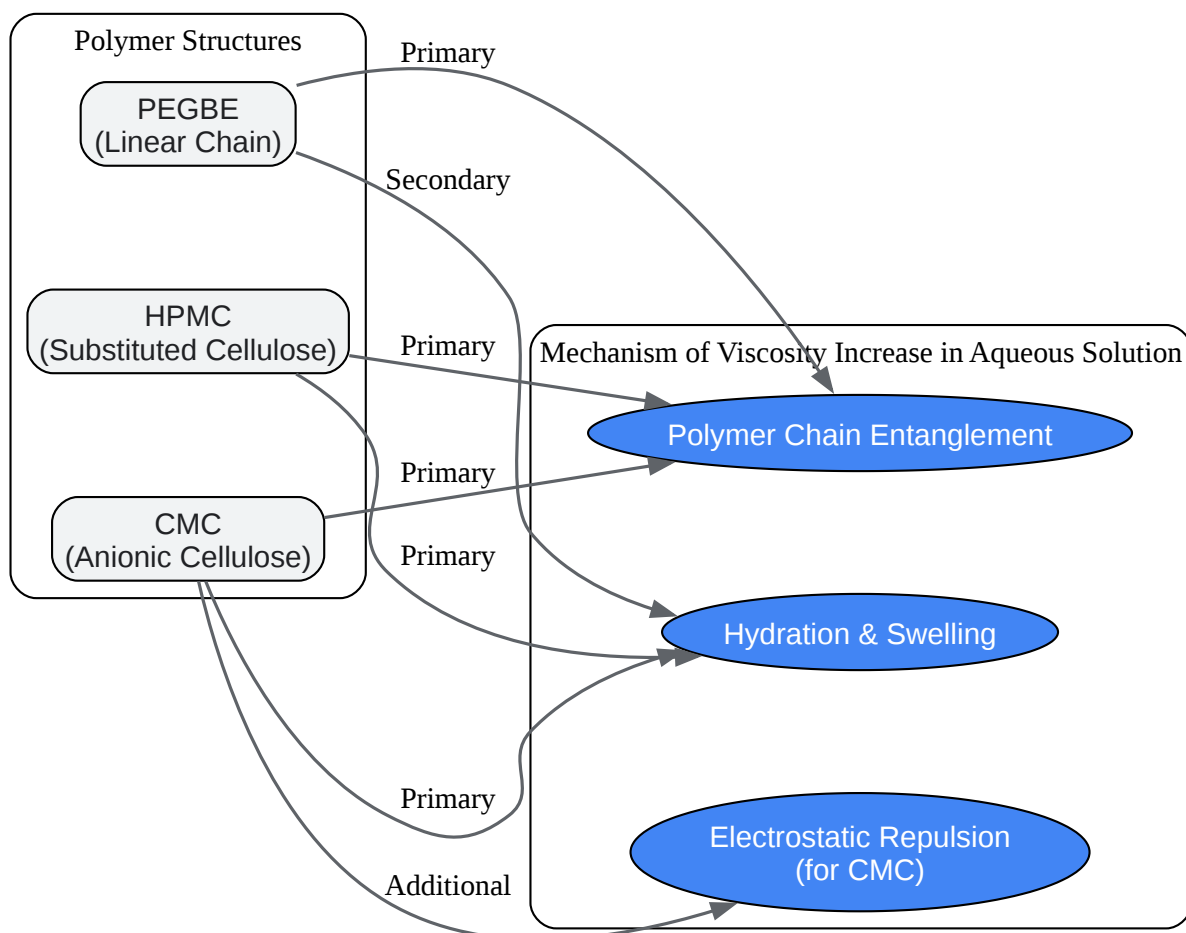 Polymer Structures
PEGBE
(Linear Chain)
HPMC
(Substituted Cellulose)
CMC
(Anionic Cellulose)
Primary
Secondary
Primary
Primary
Primary
Primary
Additional
Mechanism of Viscosity Increase in Aqueous Solution
Polymer Chain Entanglement
Hydration & Swelling
Electrostatic Repulsion
(for CMC)